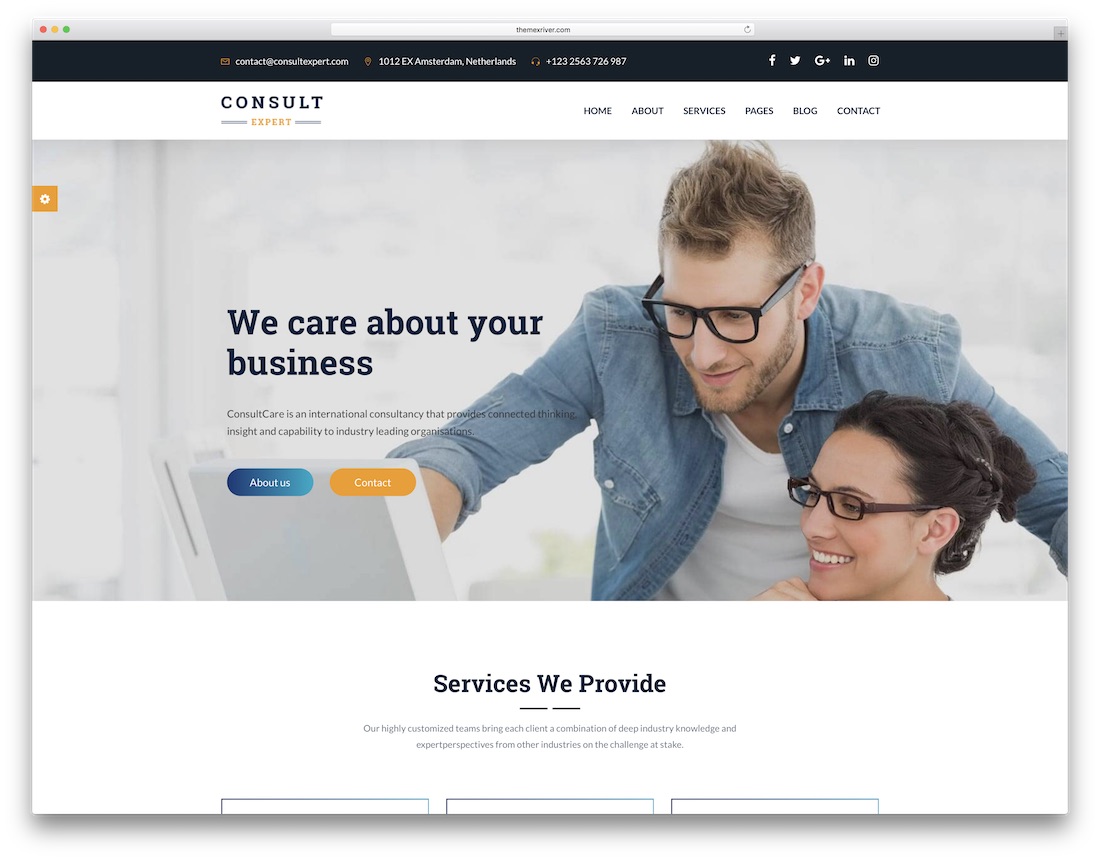 themexriver.com
contact@consultexpert.com 1012 EX Amsterdam, Netherlands +123 2563 726 987
CONSULT
EXPERT
HOME ABOUT SERVICES PAGES BLOG CONTACT
We care about your
business
ConsultCare is an international consultancy that provides connected thinking,
insight and capability to industry leading organisations.
About us Contact
Services We Provide
Our highly customized teams bring each client a combination of deep industry knowledge and
expertperspectives from other industries on the challenge at stake.